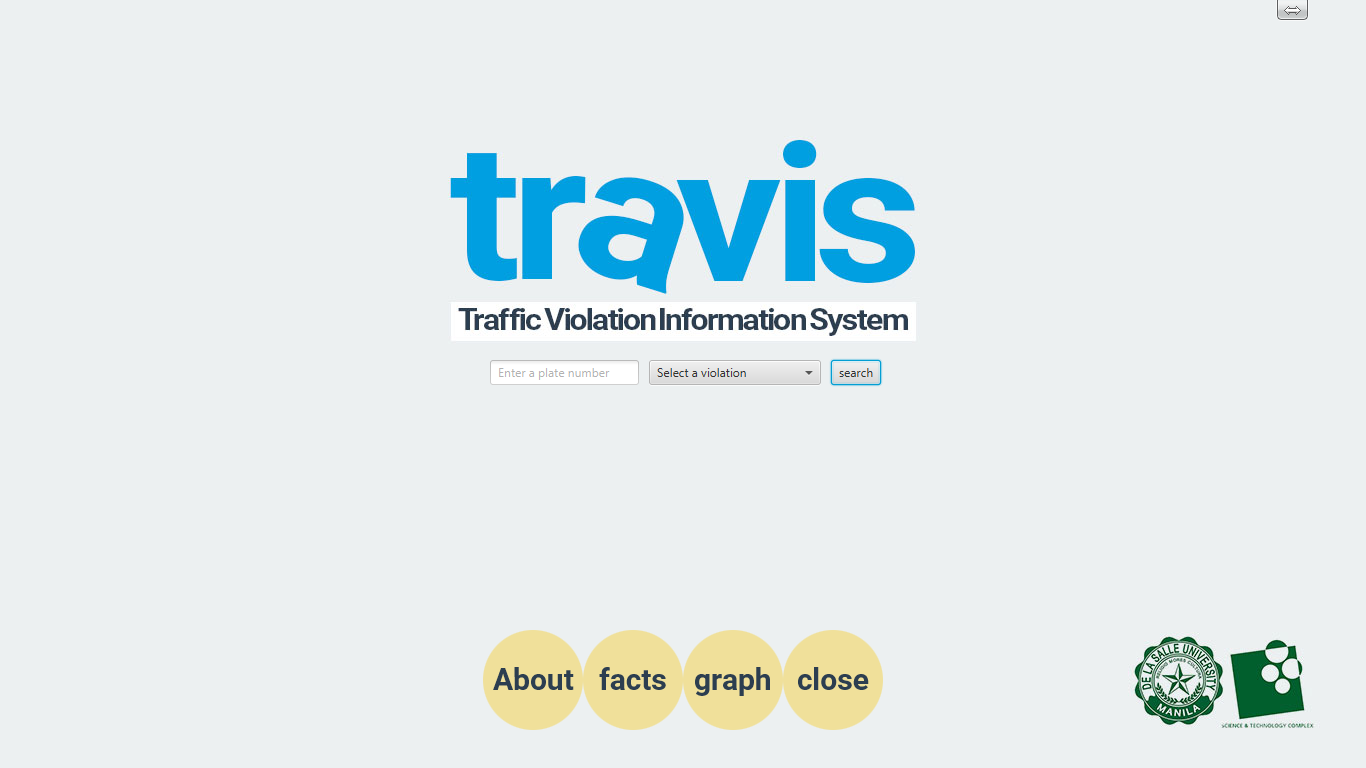 travis
Traffic Violation Information System
Enter a plate number
Select a violation
search
About
facts
graph
close
DE LA SALLE UNIVERSITY
MANILA
SCIENCE & TECHNOLOGY COMPLEX